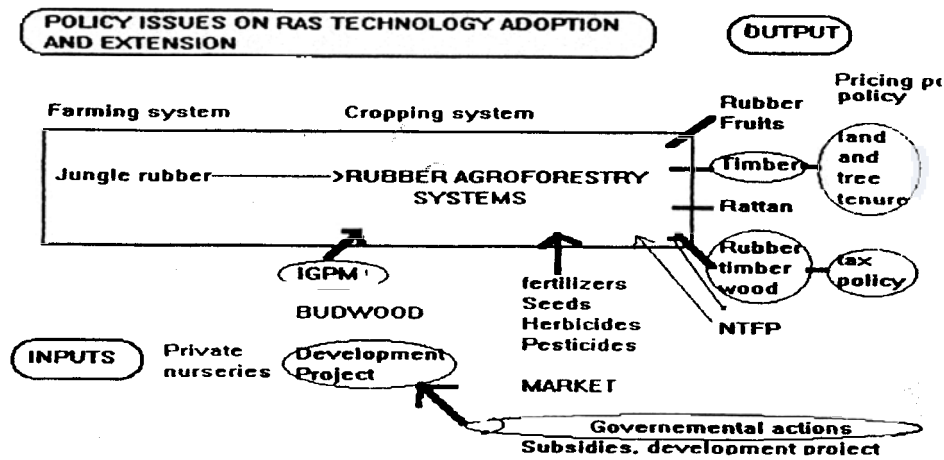 POLICY ISSUES ON RAS TECHNOLOGY ADOPTION
AND EXTENSION
OUTPUT
Pricing
policy
Farming system
Cropping system
Rubber
Fruits
Jungle rubber
>RUBBER AGROFORESTRY
SYSTEMS
Timber
land
and
tree
tenure
Rattan
Rubber
timber
wood
tax
policy
IGPM
BUDWOOD
fertilizers
Seeds
Herbicides
Pesticides
NTFP
INPUTS
Private
nurseries
Development
Project
MARKET
Governemental actions
Subsidies, development project